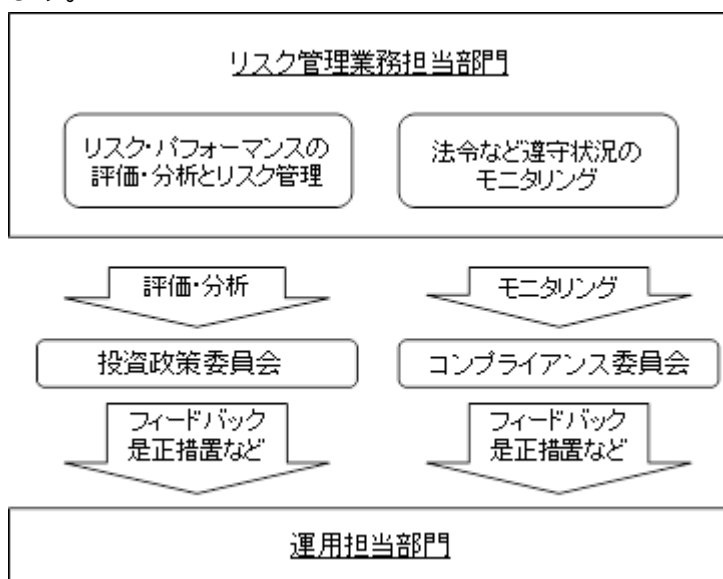 リスク管理業務担当部門
リスク・パフォーマンスの
評価・分析とリスク管理
法令など遵守状況の
モニタリング
評価・分析
モニタリング
投資政策委員会
コンプライアンス委員会
フィードバック
是正措置など
フィードバック
是正措置など
運用担当部門